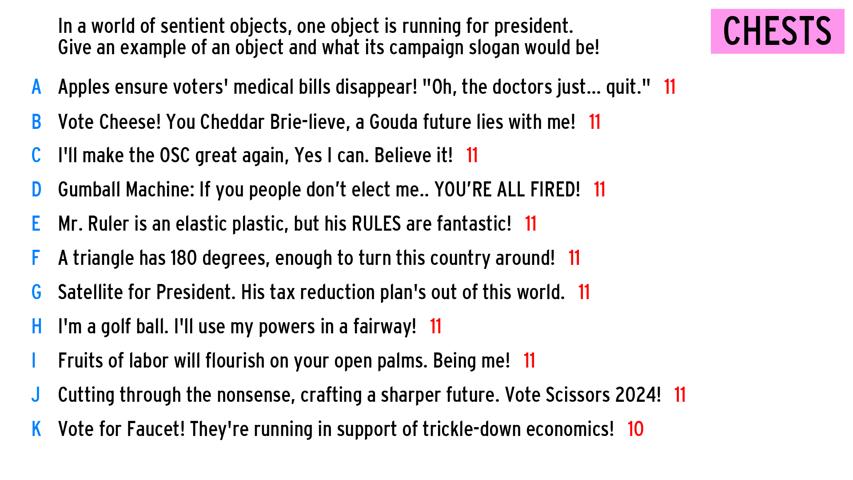 In a world of sentient objects, one object is running for president.
Give an example of an object and what its campaign slogan would be!
CHESTS
A Apples ensure voters' medical bills disappear! "Oh, the doctors just... quit." 11
B Vote Cheese! You Cheddar Brie-lieve, a Gouda future lies with me! 11
C I'll make the OSC great again, Yes I can. Believe it! 11
D Gumball Machine: If you people don’t elect me.. YOU’RE ALL FIRED! 11
E Mr. Ruler is an elastic plastic, but his RULES are fantastic! 11
F A triangle has 180 degrees, enough to turn this country around! 11
G Satellite for President. His tax reduction plan's out of this world. 11
H I'm a golf ball. I'll use my powers in a fairway! 11
I Fruits of labor will flourish on your open palms. Being me! 11
J Cutting through the nonsense, crafting a sharper future. Vote Scissors 2024! 11
K Vote for Faucet! They're running in support of trickle-down economics! 10